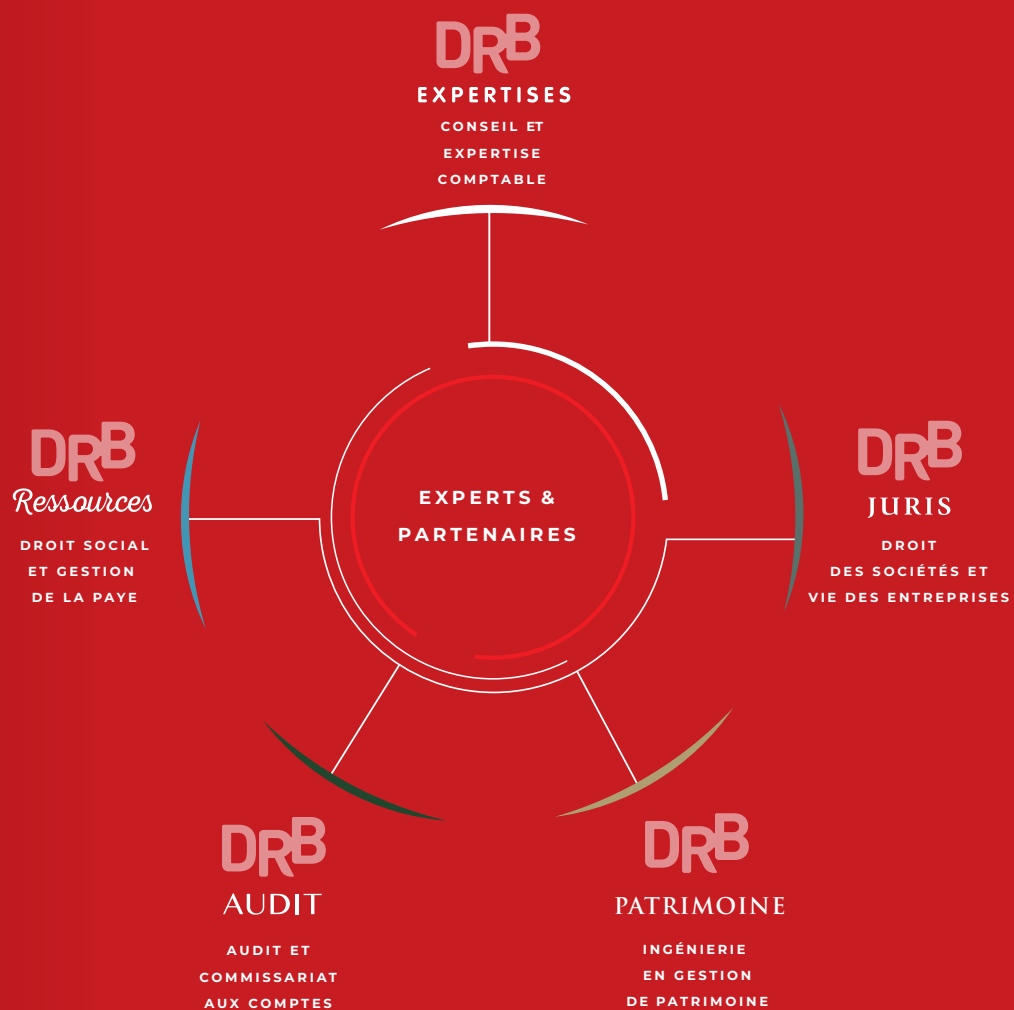 DRB
EXPERTISES
CONSEIL ET
EXPERTISE
COMPTABLE
DRB
Ressources
DROIT SOCIAL
ET GESTION
DE LA PAYE
EXPERTS &
PARTENAIRES
DRB
JURIS
DROIT
DES SOCIÉTÉS ET
VIE DES ENTREPRISES
DRB
AUDIT
AUDIT ET
COMMISSARIAT
AUX COMPTES
DRB
PATRIMOINE
INGÉNIERIE
EN GESTION
DE PATRIMOINE